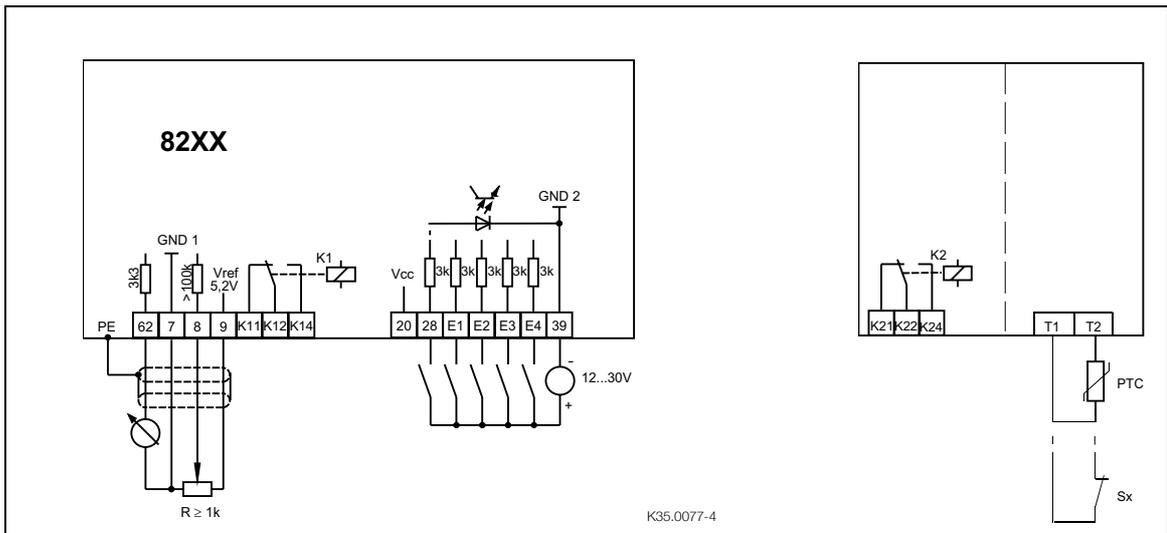 82XX
GND 2
GND 1
K1
K2
3k3
>100k
Vref
5,2V
Vcc
3k 3k 3k 3k 3k
PE 62 7 8 9 K11 K12 K14
20 28 E1 E2 E3 E4 39
K21 K22 K24
T1 T2
-
12...30V
+
PTC
R ≥ 1k
Sx
K35.0077-4